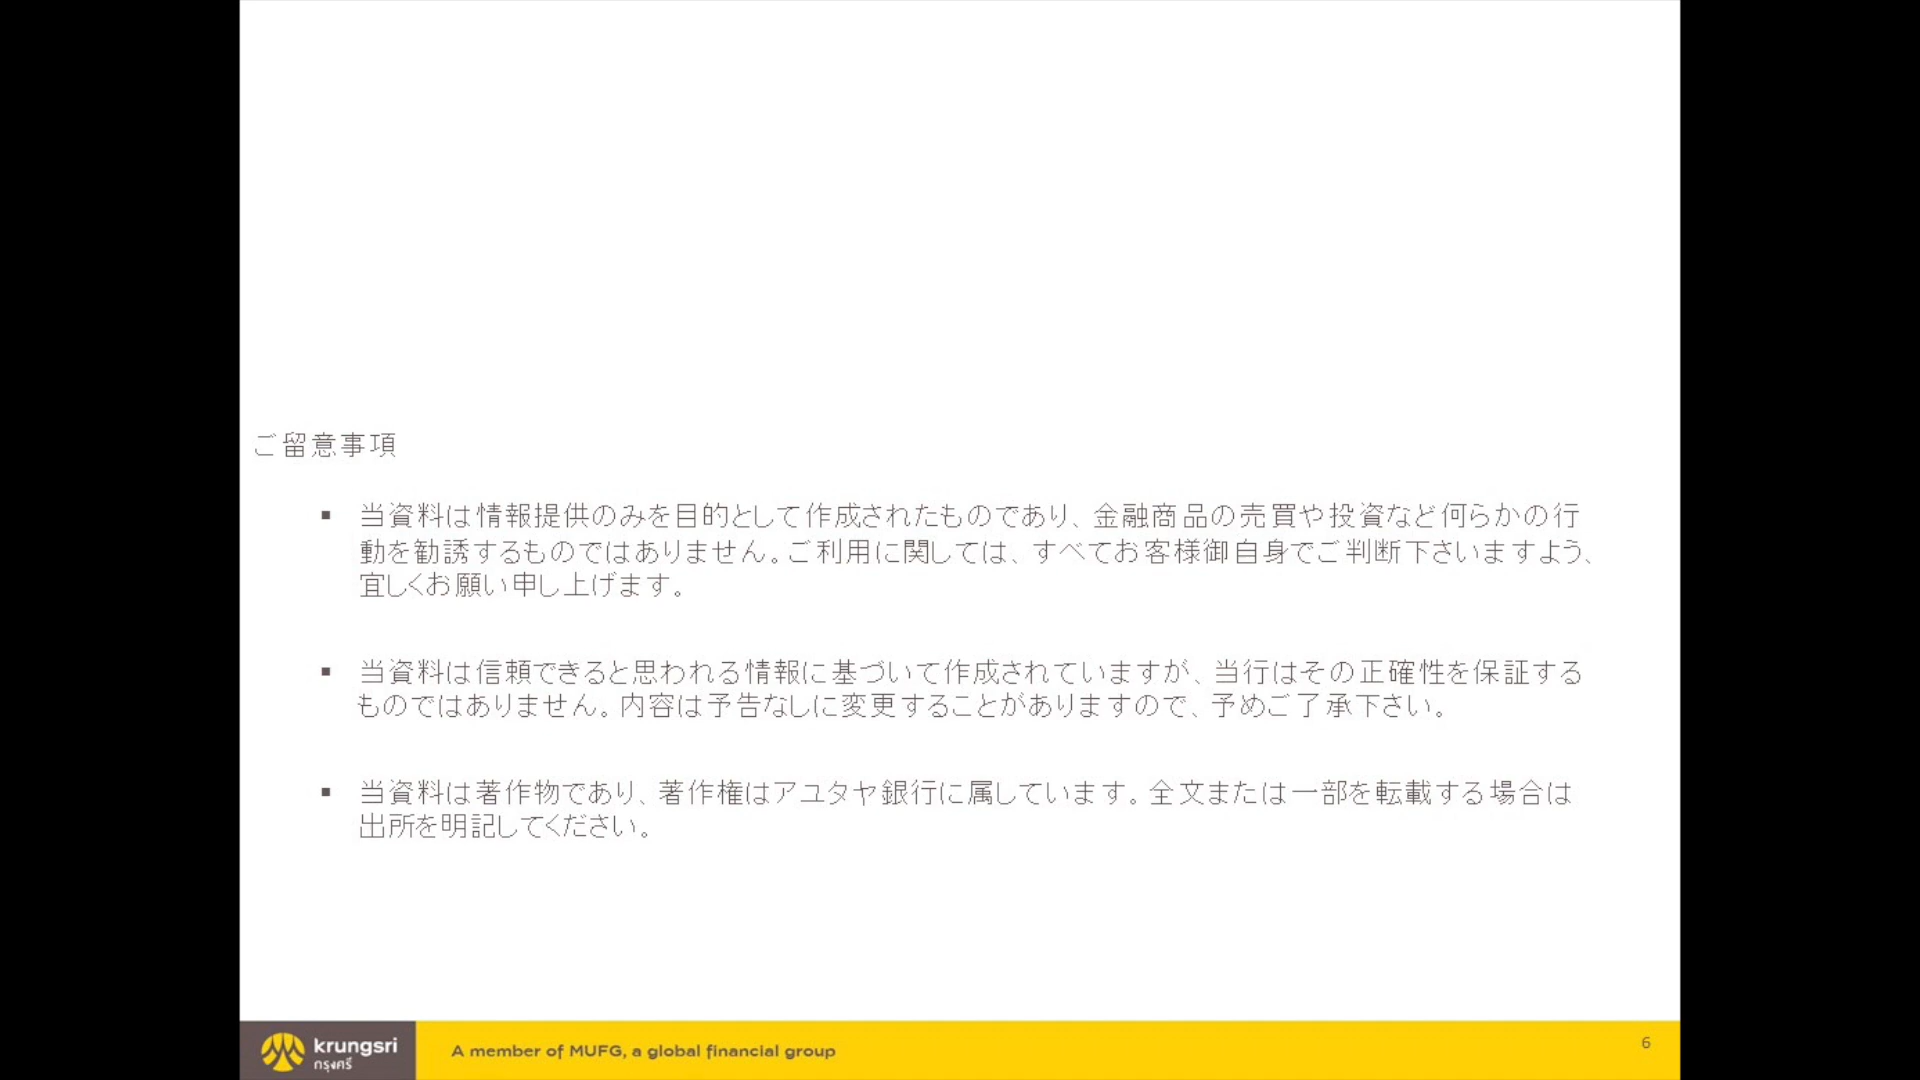 ご留意事項
▪ 当資料は情報提供のみを目的として作成されたものであり、金融商品の売買や投資など何らかの行
動を勧誘するものではありません。ご利用に関しては、すべてお客様御自身でご判断下さいますよう、
宜しくお願い申し上げます。
▪ 当資料は信頼できると思われる情報に基づいて作成されていますが、当行はその正確性を保証する
ものではありません。内容は予告なしに変更することがありますので、予めご了承下さい。
▪ 当資料は著作物であり、著作権はアユタヤ銀行に属しています。全文または一部を転載する場合は
出所を明記してください。
krungsri
กรุงศรี
A member of MUFG, a global financial group
6